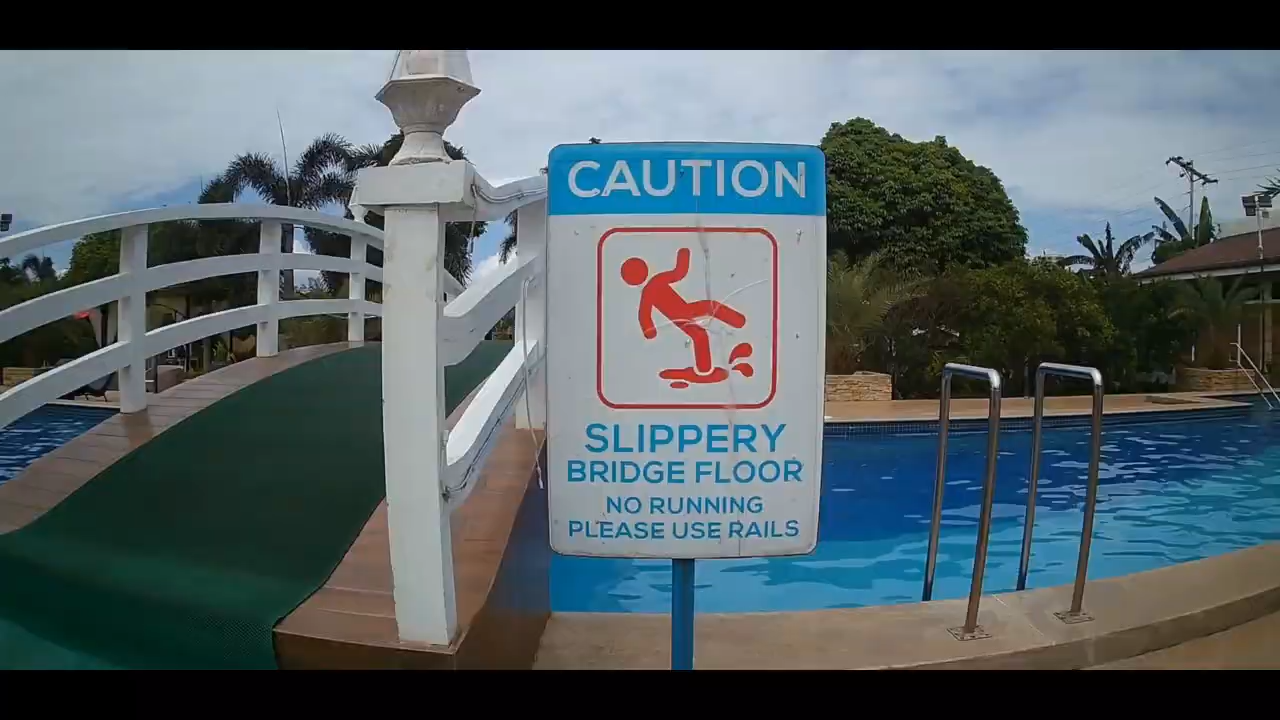 CAUTION
SLIPPERY
BRIDGE FLOOR
NO RUNNING
PLEASE USE RAILS